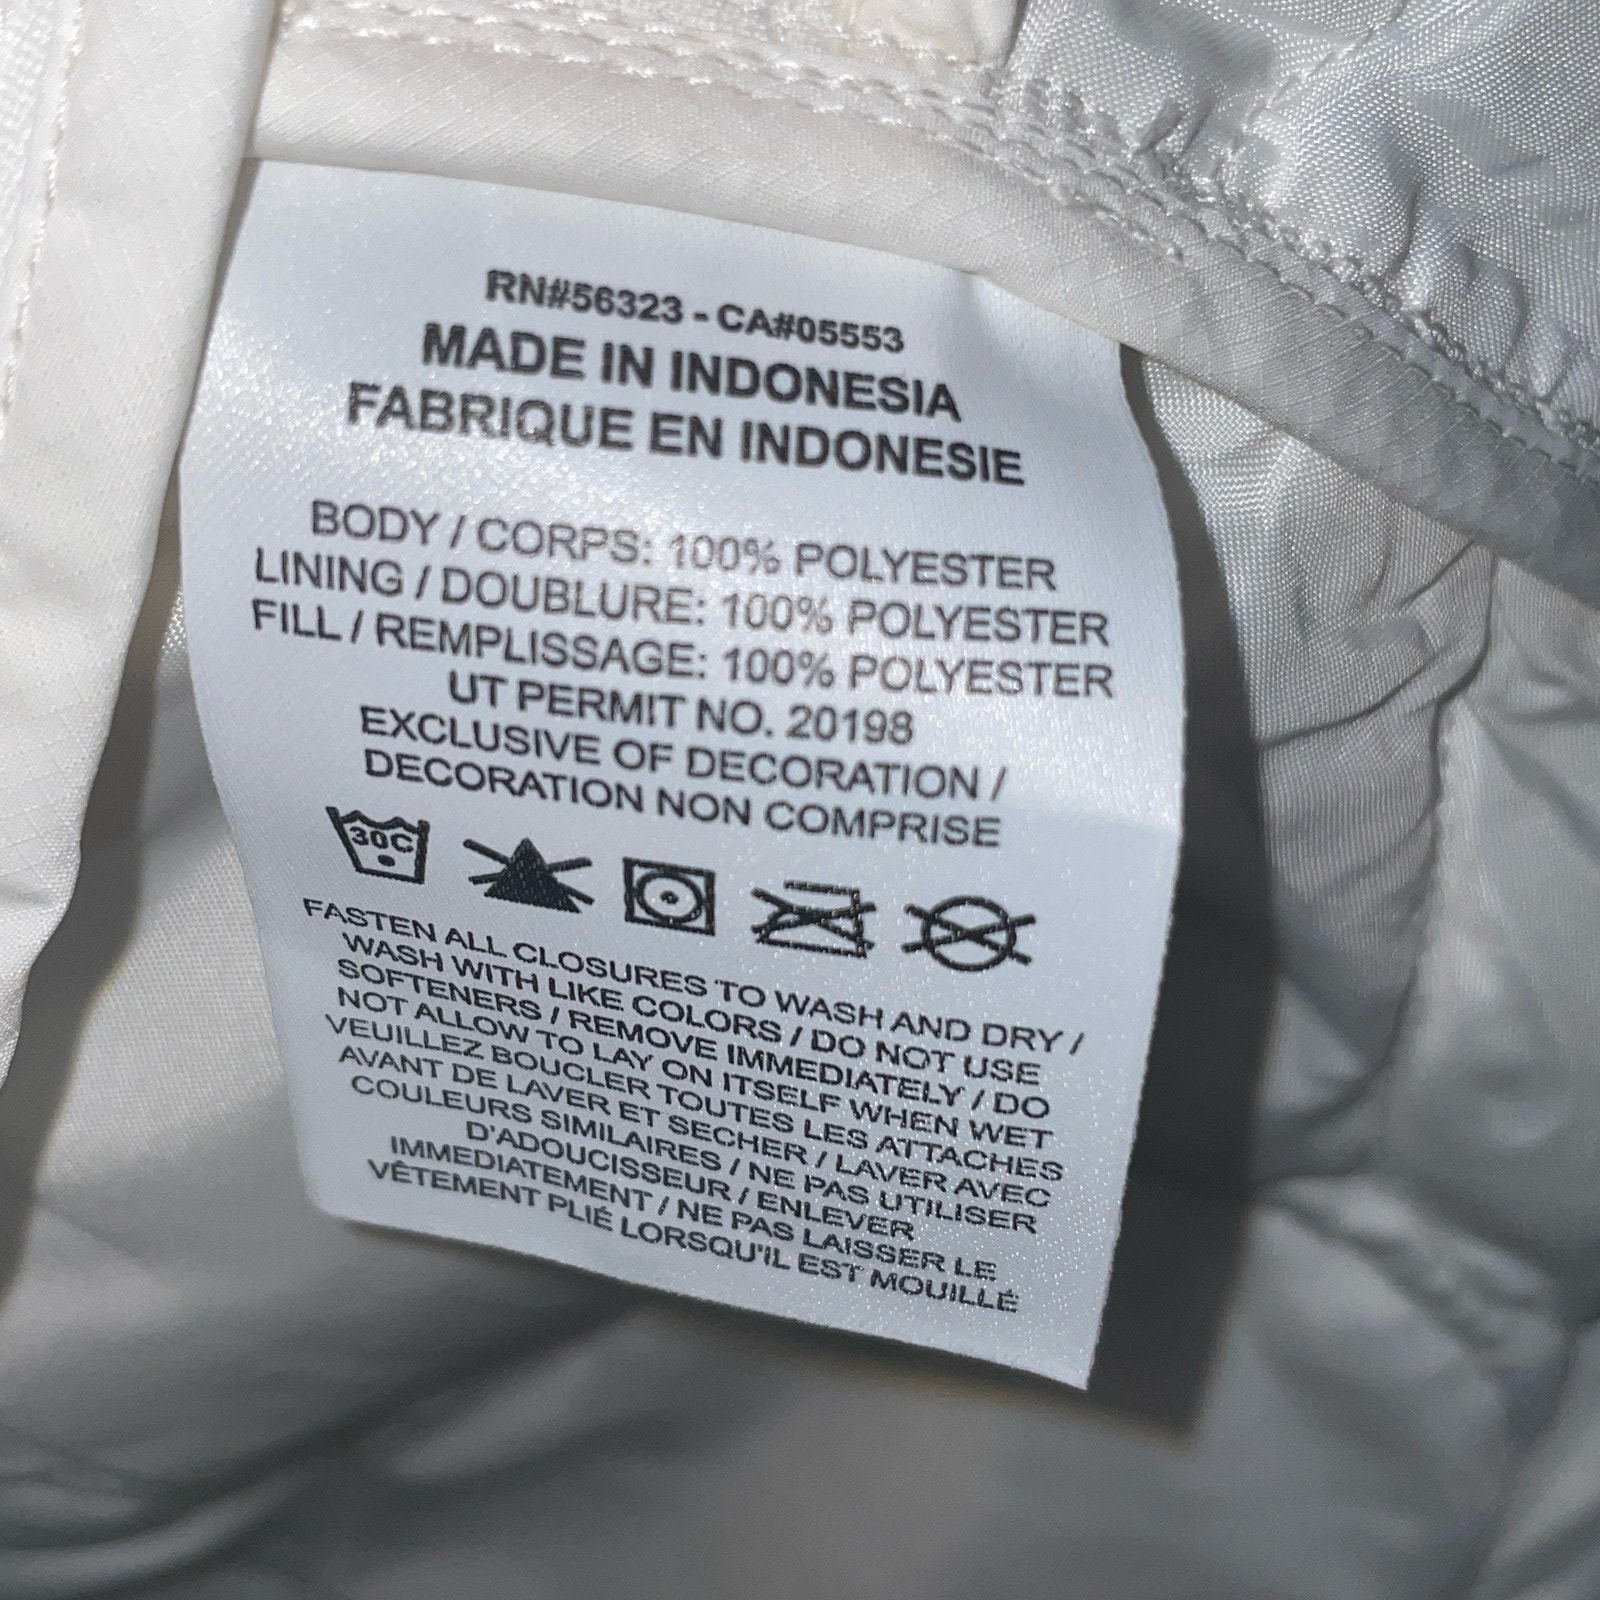 RN#56323 - CA#05553
MADE IN INDONESIA
FABRIQUE EN INDONESIE
BODY / CORPS: 100% POLYESTER
LINING / DOUBLURE: 100% POLYESTER
FILL / REMPLISSAGE: 100% POLYESTER
UT PERMIT NO. 20198
EXCLUSIVE OF DECORATION /
DECORATION NON COMPRISE
30C
FASTEN ALL CLOSURES TO WASH AND DRY /
WASH WITH LIKE COLORS / DO NOT USE
SOFTENERS / REMOVE IMMEDIATELY / DO
NOT ALLOW TO LAY ON ITSELF WHEN WET
VEUILLEZ BOUCLER TOUTES LES ATTACHES
AVANT DE LAVER ET SECHER / LAVER AVEC
COULEURS SIMILAIRES / NE PAS UTILISER
D'ADOUCISSEUR / ENLEVER
IMMEDIATEMENT / NE PAS LAISSER LE
VÊTEMENT PLIÉ LORSQU'IL EST MOUILLÉ